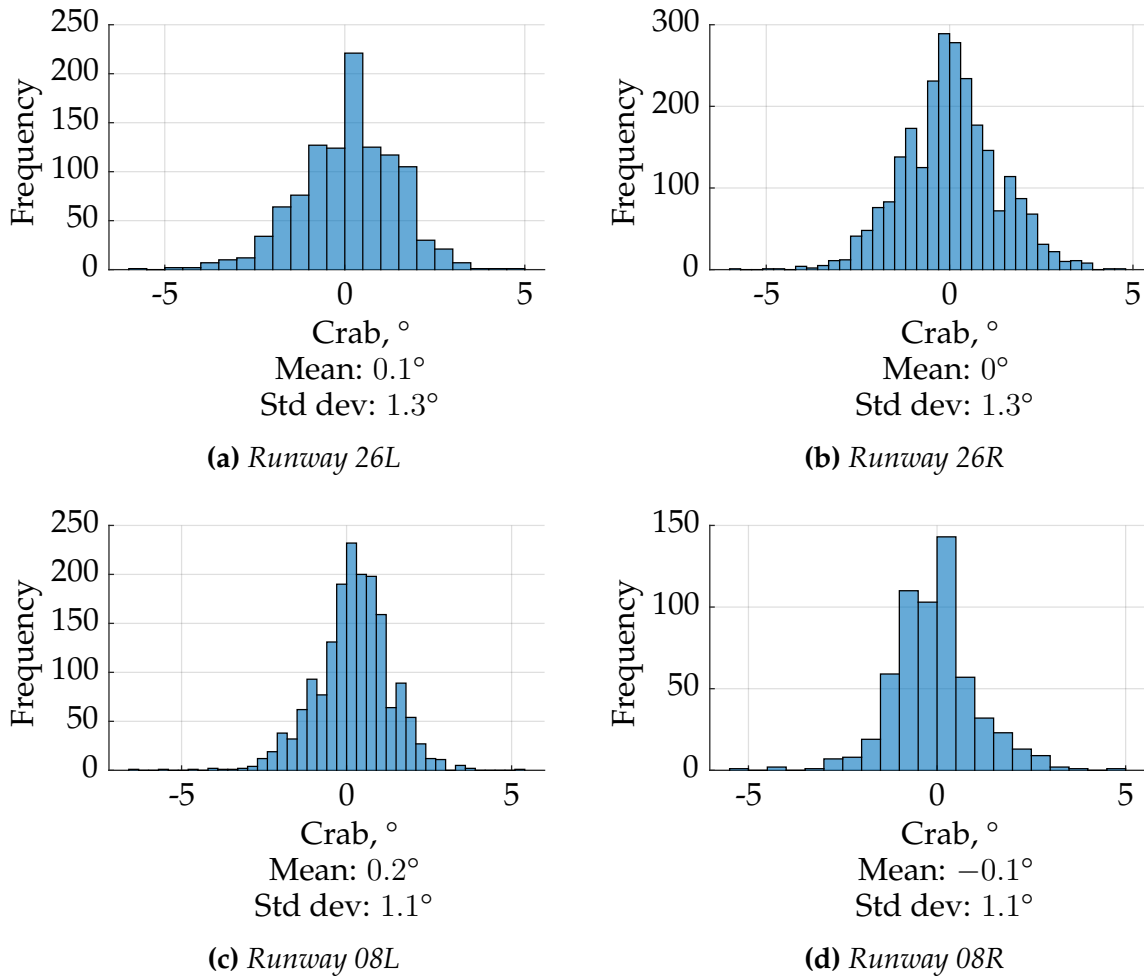 250
200
150
100
50
0
Frequency
-5 0 5
Crab, °
Mean: 0.1°
Std dev: 1.3°
(a) Runway 26L
300
200
100
0
Frequency
-5 0 5
Crab, °
Mean: 0°
Std dev: 1.3°
(b) Runway 26R
250
200
150
100
50
0
Frequency
-5 0 5
Crab, °
Mean: 0.2°
Std dev: 1.1°
(c) Runway 08L
150
100
50
0
Frequency
-5 0 5
Crab, °
Mean: −0.1°
Std dev: 1.1°
(d) Runway 08R